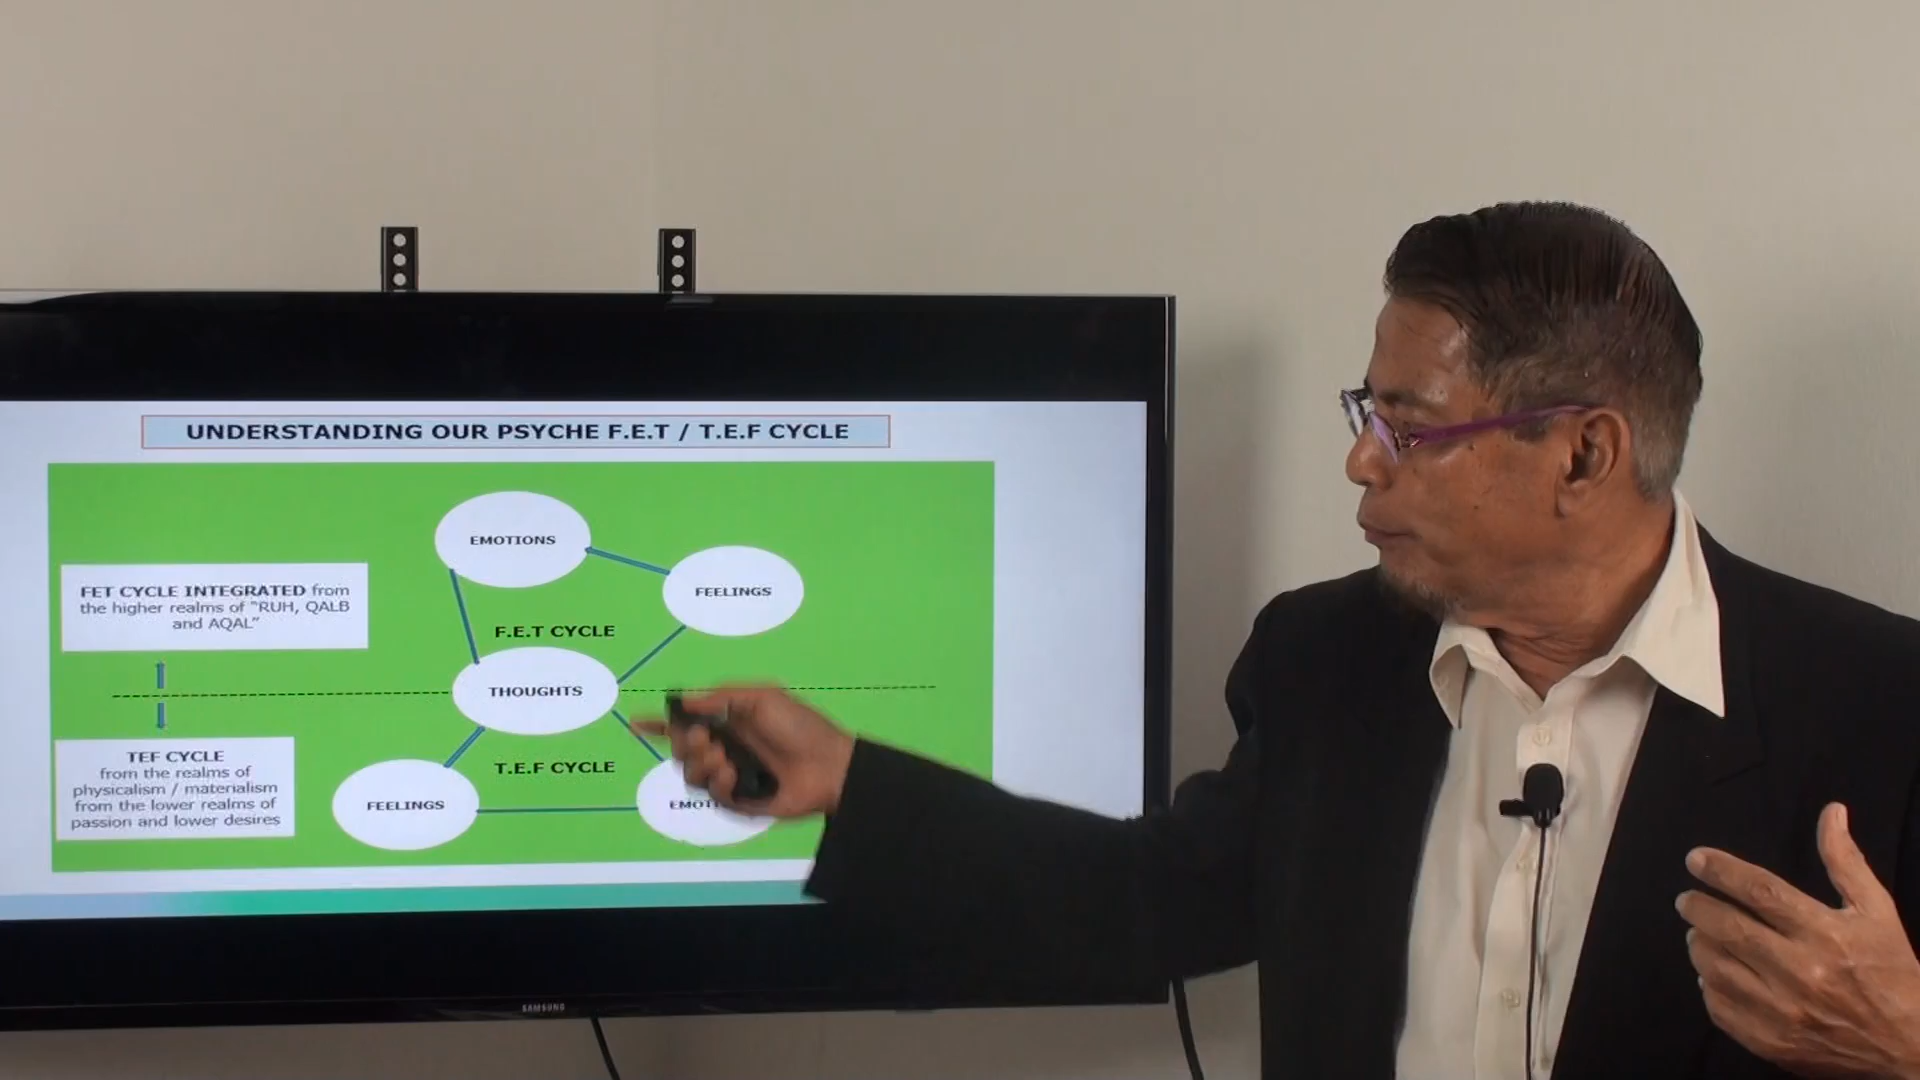 UNDERSTANDING OUR PSYCHE F.E.T / T.E.F CYCLE
EMOTIONS
FEELINGS
FET CYCLE INTEGRATED from
the higher realms of "RUH, QALB
and AQAL"
F.E.T CYCLE
THOUGHTS
TEF CYCLE
from the realms of
physicalism / materialism
from the lower realms of
passion and lower desires
T.E.F CYCLE
FEELINGS
SAMSUNG